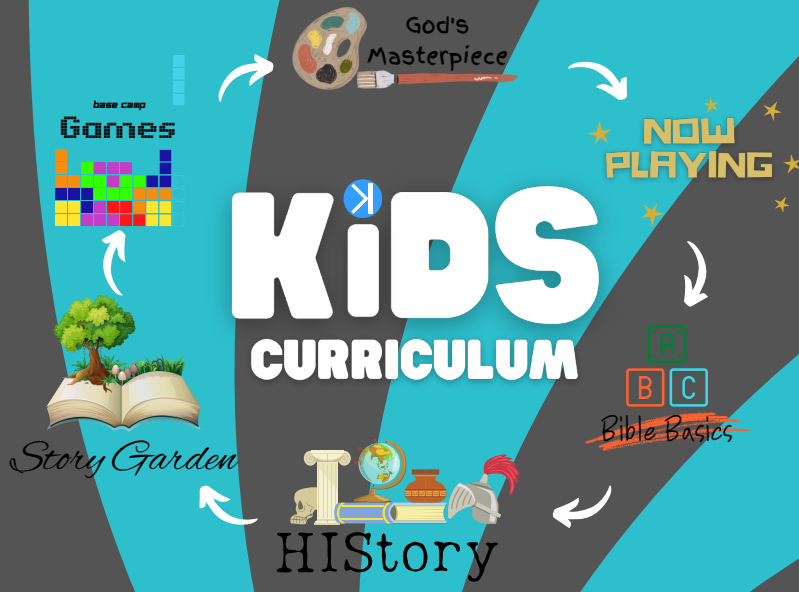 God's
Masterpiece
base camp
Games
NOW
PLAYING
KiDS
CURRICULUM
A
B C
Bible Basics
Story Garden
HIStory